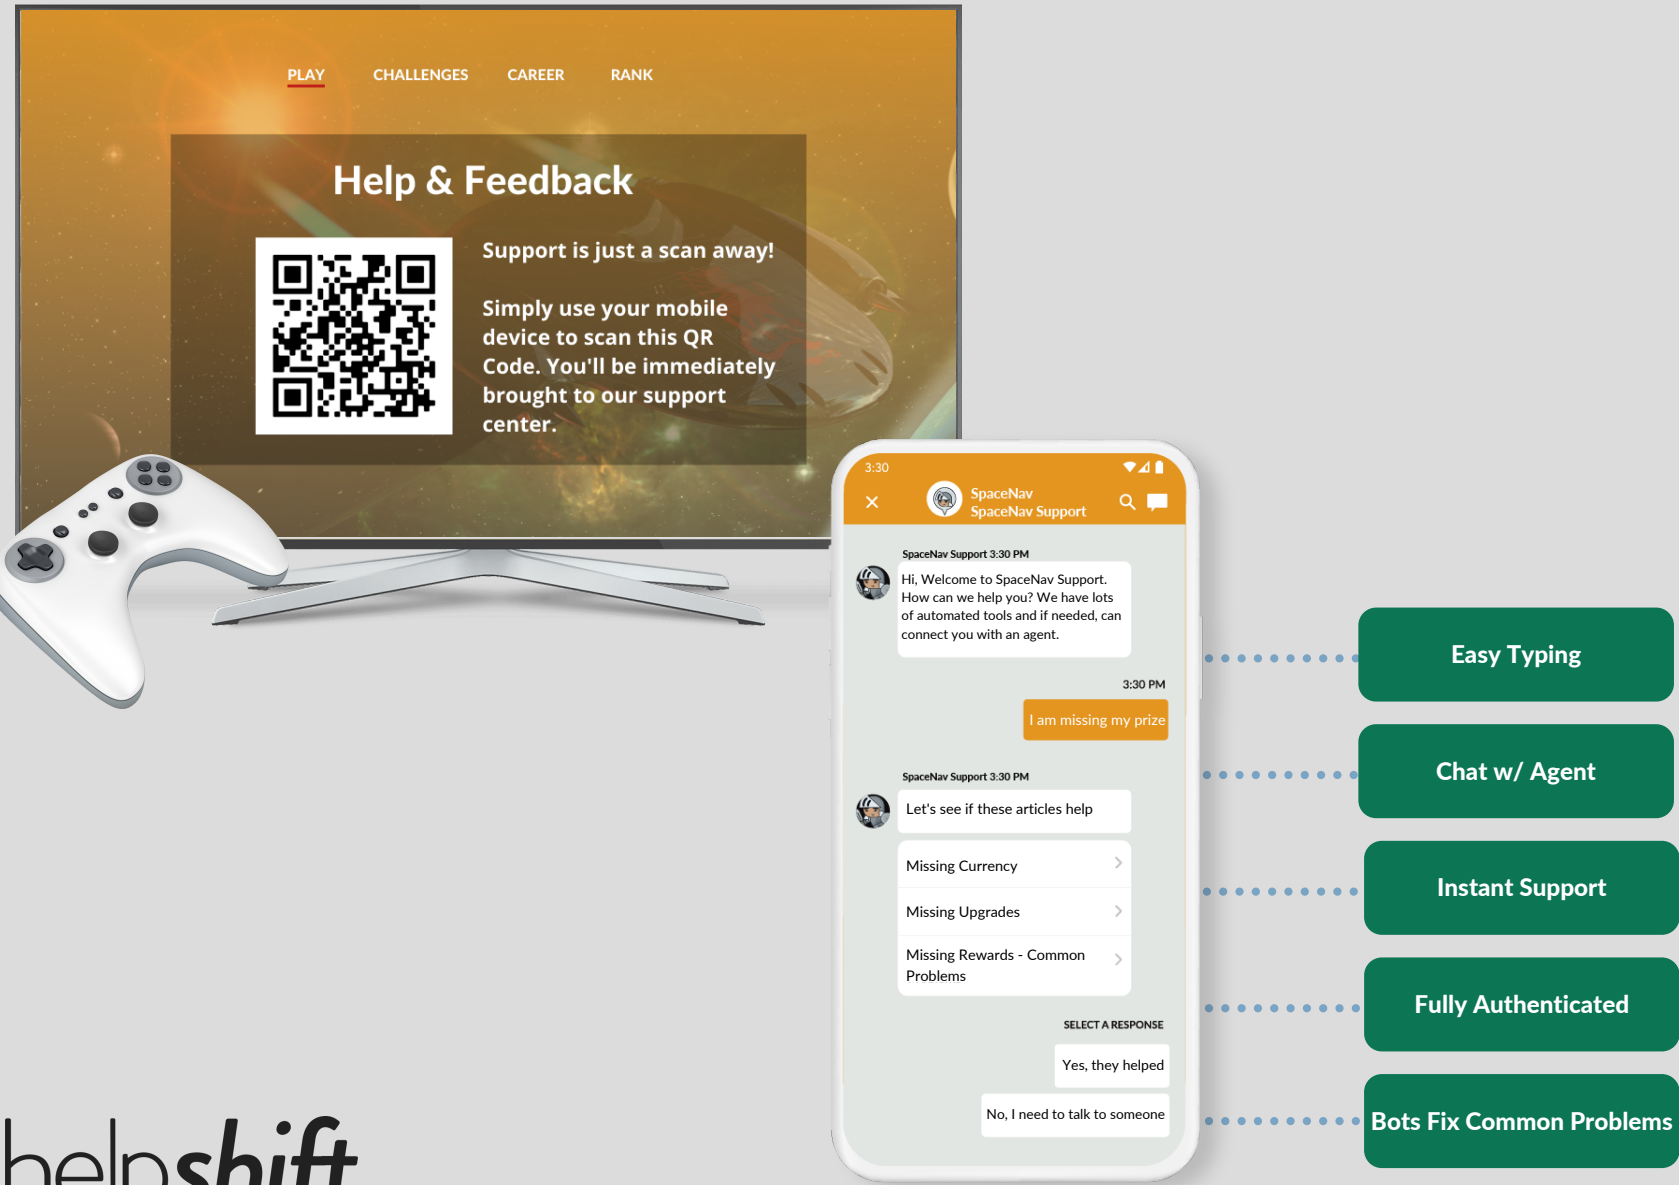 PLAY CHALLENGES CAREER RANK
Help & Feedback
Support is just a scan away!
Simply use your mobile
device to scan this QR
Code. You'll be immediately
brought to our support
center.
3:30
SpaceNav
SpaceNav Support
SpaceNav Support 3:30 PM
Hi, Welcome to SpaceNav Support.
How can we help you? We have lots
of automated tools and if needed, can
connect you with an agent.
3:30 PM
I am missing my prize
SpaceNav Support 3:30 PM
Let's see if these articles help
Missing Currency
Missing Upgrades
Missing Rewards - Common
Problems
SELECT A RESPONSE
Yes, they helped
No, I need to talk to someone
Easy Typing
Chat w/ Agent
Instant Support
Fully Authenticated
Bots Fix Common Problems
helpshift